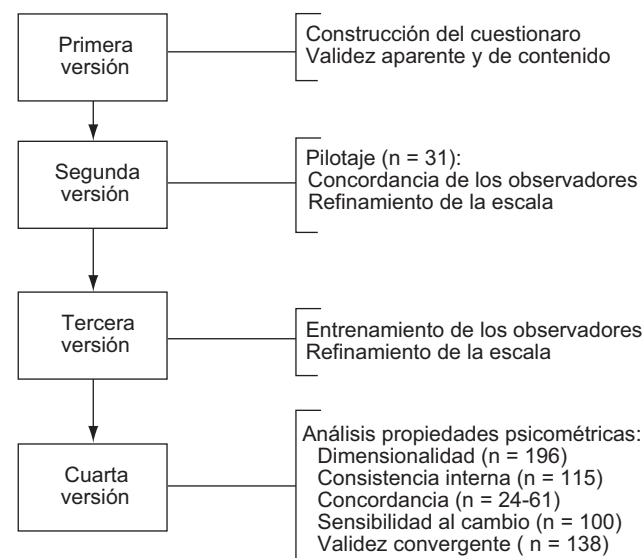 Primera
versión
Construcción del cuestionaro
Validez aparente y de contenido
Segunda
versión
Pilotaje (n = 31):
Concordancia de los observadores
Refinamiento de la escala
Tercera
versión
Entrenamiento de los observadores
Refinamiento de la escala
Cuarta
versión
Análisis propiedades psicométricas:
Dimensionalidad (n = 196)
Consistencia interna (n = 115)
Concordancia (n = 24-61)
Sensibilidad al cambio (n = 100)
Validez convergente ( n = 138)